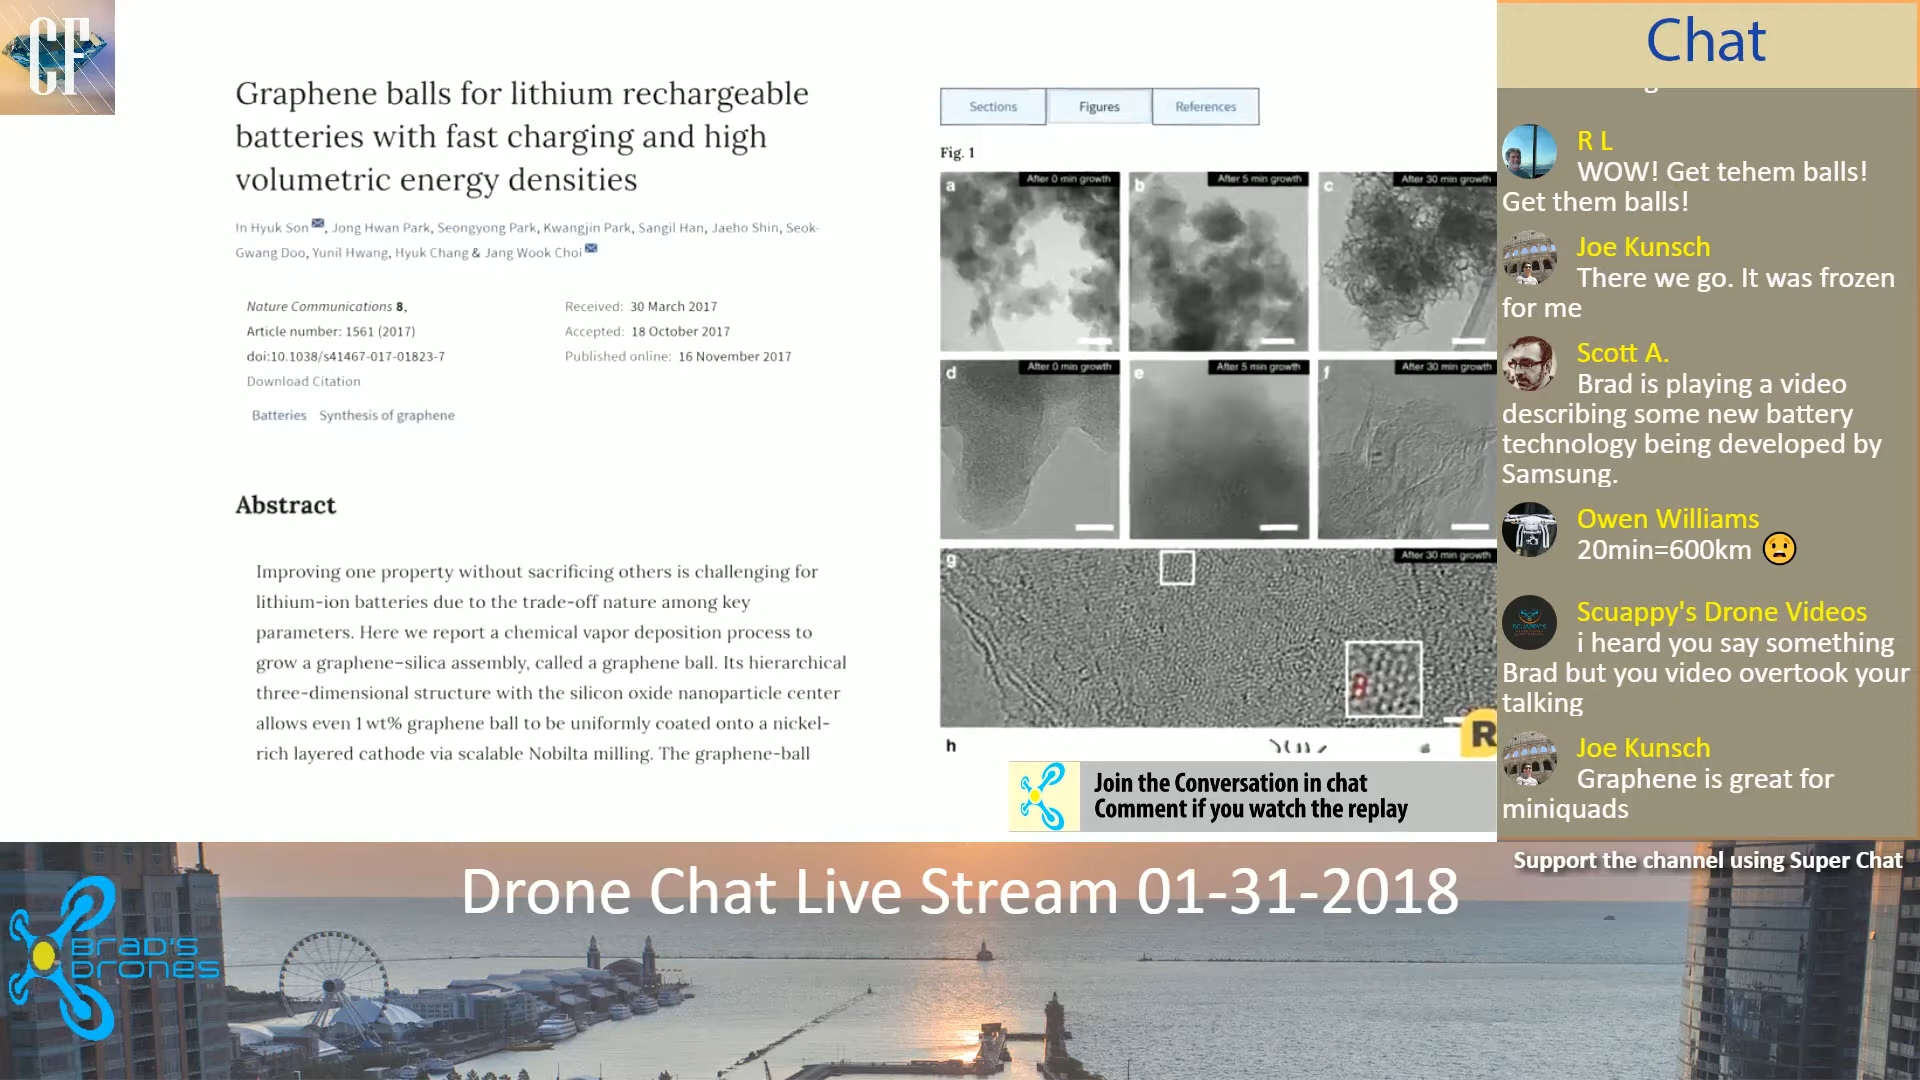 CF
Graphene balls for lithium rechargeable
batteries with fast charging and high
volumetric energy densities
In Hyuk Son, Jong Hwan Park, Seongyong Park, Kwangjin Park, Sangil Han, Jaeho Shin, Seok-
Gwang Doo, Yunil Hwang, Hyuk Chang & Jang Wook Choi
Nature Communications 8,
Article number: 1561 (2017)
doi:10.1038/s41467-017-01823-7
Download Citation
Received: 30 March 2017
Accepted: 18 October 2017
Published online: 16 November 2017
Batteries Synthesis of graphene
Abstract
Improving one property without sacrificing others is challenging for
lithium-ion batteries due to the trade-off nature among key
parameters. Here we report a chemical vapor deposition process to
grow a graphene–silica assembly, called a graphene ball. Its hierarchical
three-dimensional structure with the silicon oxide nanoparticle center
allows even 1 wt% graphene ball to be uniformly coated onto a nickel-
rich layered cathode via scalable Nobilta milling. The graphene-ball
Sections Figures References
Fig. 1
a After 0 min growth
b After 5 min growth
c After 30 min growth
d After 0 min growth
e After 5 min growth
f After 30 min growth
g After 30 min growth
h
R
Join the Conversation in chat
Comment if you watch the replay
Chat
R L
WOW! Get tehem balls!
Get them balls!
Joe Kunsch
There we go. It was frozen
for me
Scott A.
Brad is playing a video
describing some new battery
technology being developed by
Samsung.
Owen Williams
20min=600km 😟
Scuappy's Drone Videos
i heard you say something
Brad but you video overtook your
talking
Joe Kunsch
Graphene is great for
miniquads
Support the channel using Super Chat
Drone Chat Live Stream 01-31-2018
BRAD'S
DRONES